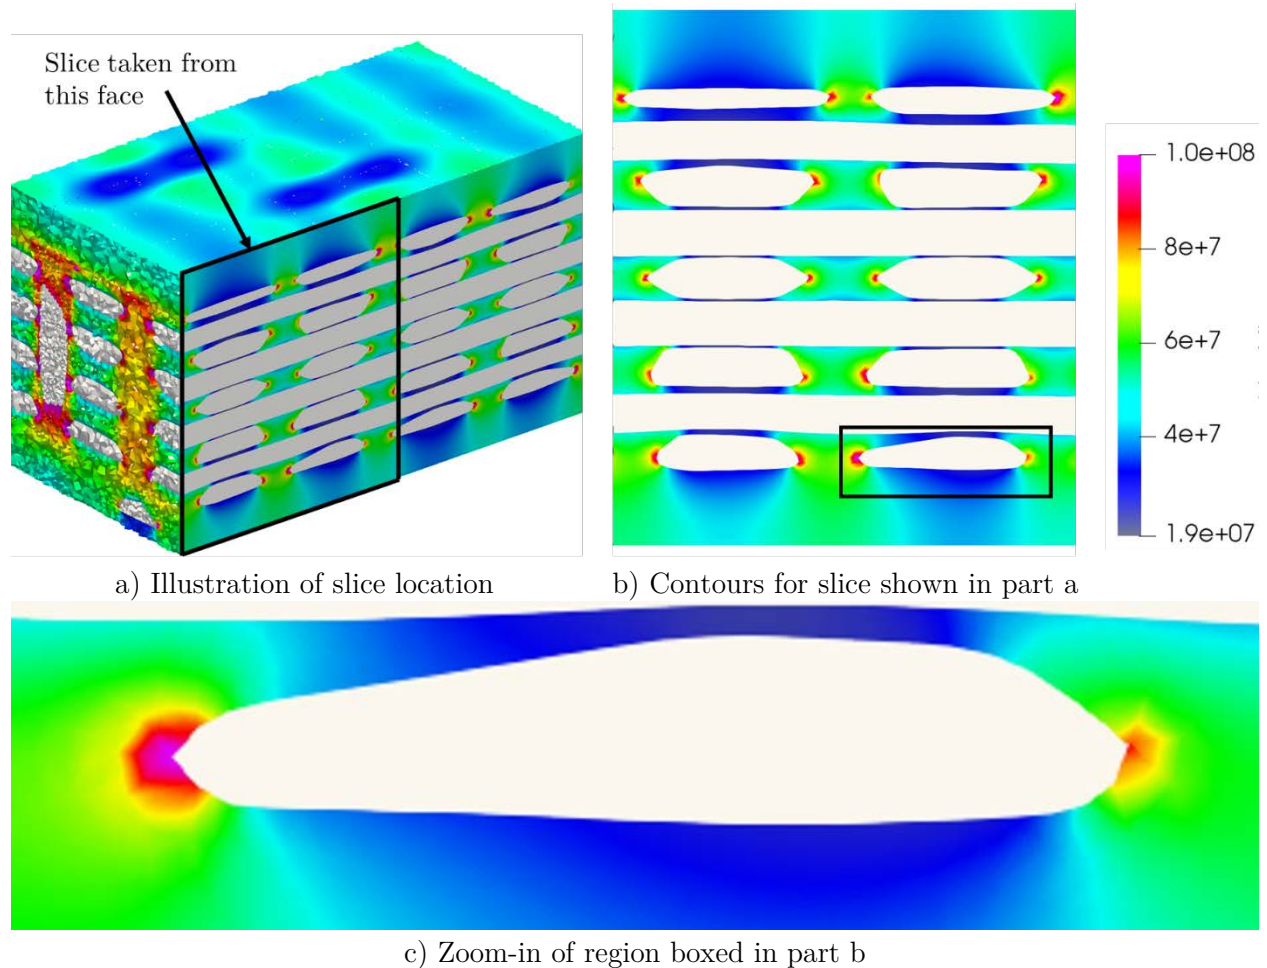 Slice taken from
this face
1.0e+08
8e+7
6e+7
4e+7
1.9e+07
a) Illustration of slice location
b) Contours for slice shown in part a
c) Zoom-in of region boxed in part b